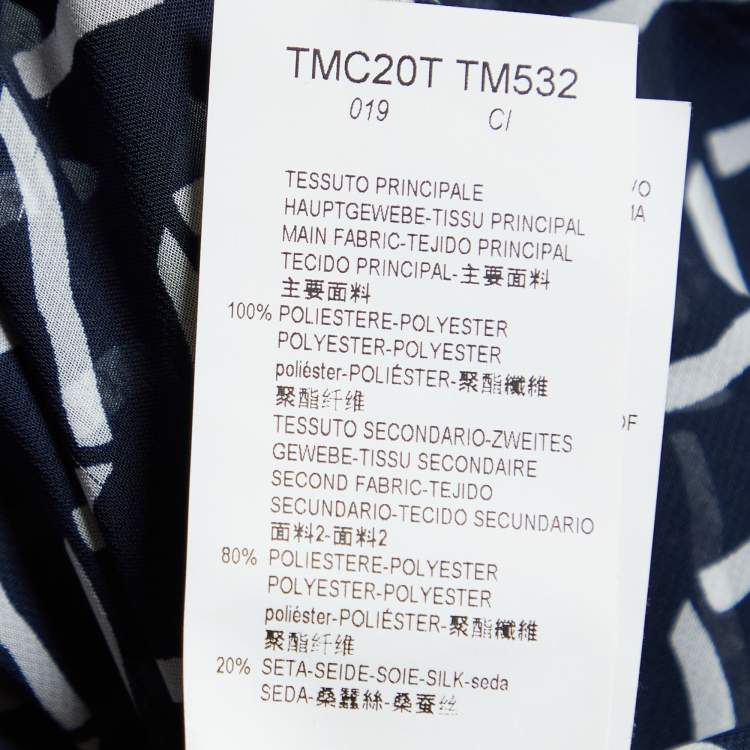 TMC20T TM532
019 CI
TESSUTO PRINCIPALE
HAUPTGEWEBE-TISSU PRINCIPAL
MAIN FABRIC-TEJIDO PRINCIPAL
TECIDO PRINCIPAL-主要面料
主要面料
100% POLIESTERE-POLYESTER
POLYESTER-POLYESTER
poliéster-POLIÉSTER-聚酯纖維
聚酯纤维
TESSUTO SECONDARIO-ZWEITES
GEWEBE-TISSU SECONDAIRE
SECOND FABRIC-TEJIDO
SECUNDARIO-TECIDO SECUNDARIO
面料2-面料2
80% POLIESTERE-POLYESTER
POLYESTER-POLYESTER
poliéster-POLIÉSTER-聚酯纖維
聚酯纤维
20% SETA-SEIDE-SOIE-SILK-seda
SEDA-桑蠶絲-桑蚕丝